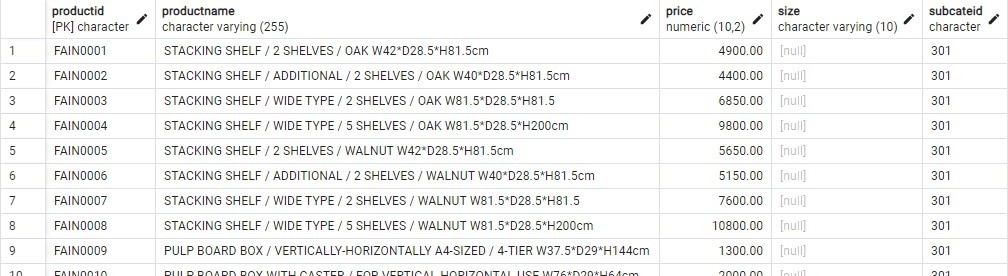 productid productname price size subcateid
[PK] character character varying (255) numeric (10,2) character varying (10) character
1 FAIN0001 STACKING SHELF / 2 SHELVES / OAK W42*D28.5*H81.5cm 4900.00 [null] 301
2 FAIN0002 STACKING SHELF / ADDITIONAL / 2 SHELVES / OAK W40*D28.5*H81.5cm 4400.00 [null] 301
3 FAIN0003 STACKING SHELF / WIDE TYPE / 2 SHELVES / OAK W81.5*D28.5*H81.5 6850.00 [null] 301
4 FAIN0004 STACKING SHELF / WIDE TYPE / 5 SHELVES / OAK W81.5*D28.5*H200cm 9800.00 [null] 301
5 FAIN0005 STACKING SHELF / 2 SHELVES / WALNUT W42*D28.5*H81.5cm 5650.00 [null] 301
6 FAIN0006 STACKING SHELF / ADDITIONAL / 2 SHELVES / WALNUT W40*D28.5*H81.5cm 5150.00 [null] 301
7 FAIN0007 STACKING SHELF / WIDE TYPE / 2 SHELVES / WALNUT W81.5*D28.5*H81.5 7600.00 [null] 301
8 FAIN0008 STACKING SHELF / WIDE TYPE / 5 SHELVES / WALNUT W81.5*D28.5*H200cm 10800.00 [null] 301
9 FAIN0009 PULP BOARD BOX / VERTICALLY-HORIZONTALLY A4-SIZED / 4-TIER W37.5*D29*H144cm 1300.00 [null] 301
10 FAIN0010 PULP BOARD BOX WITH CASTER / FOR VERTICAL HORIZONTAL USE W76*D29*H64cm 2000.00 [null] 301